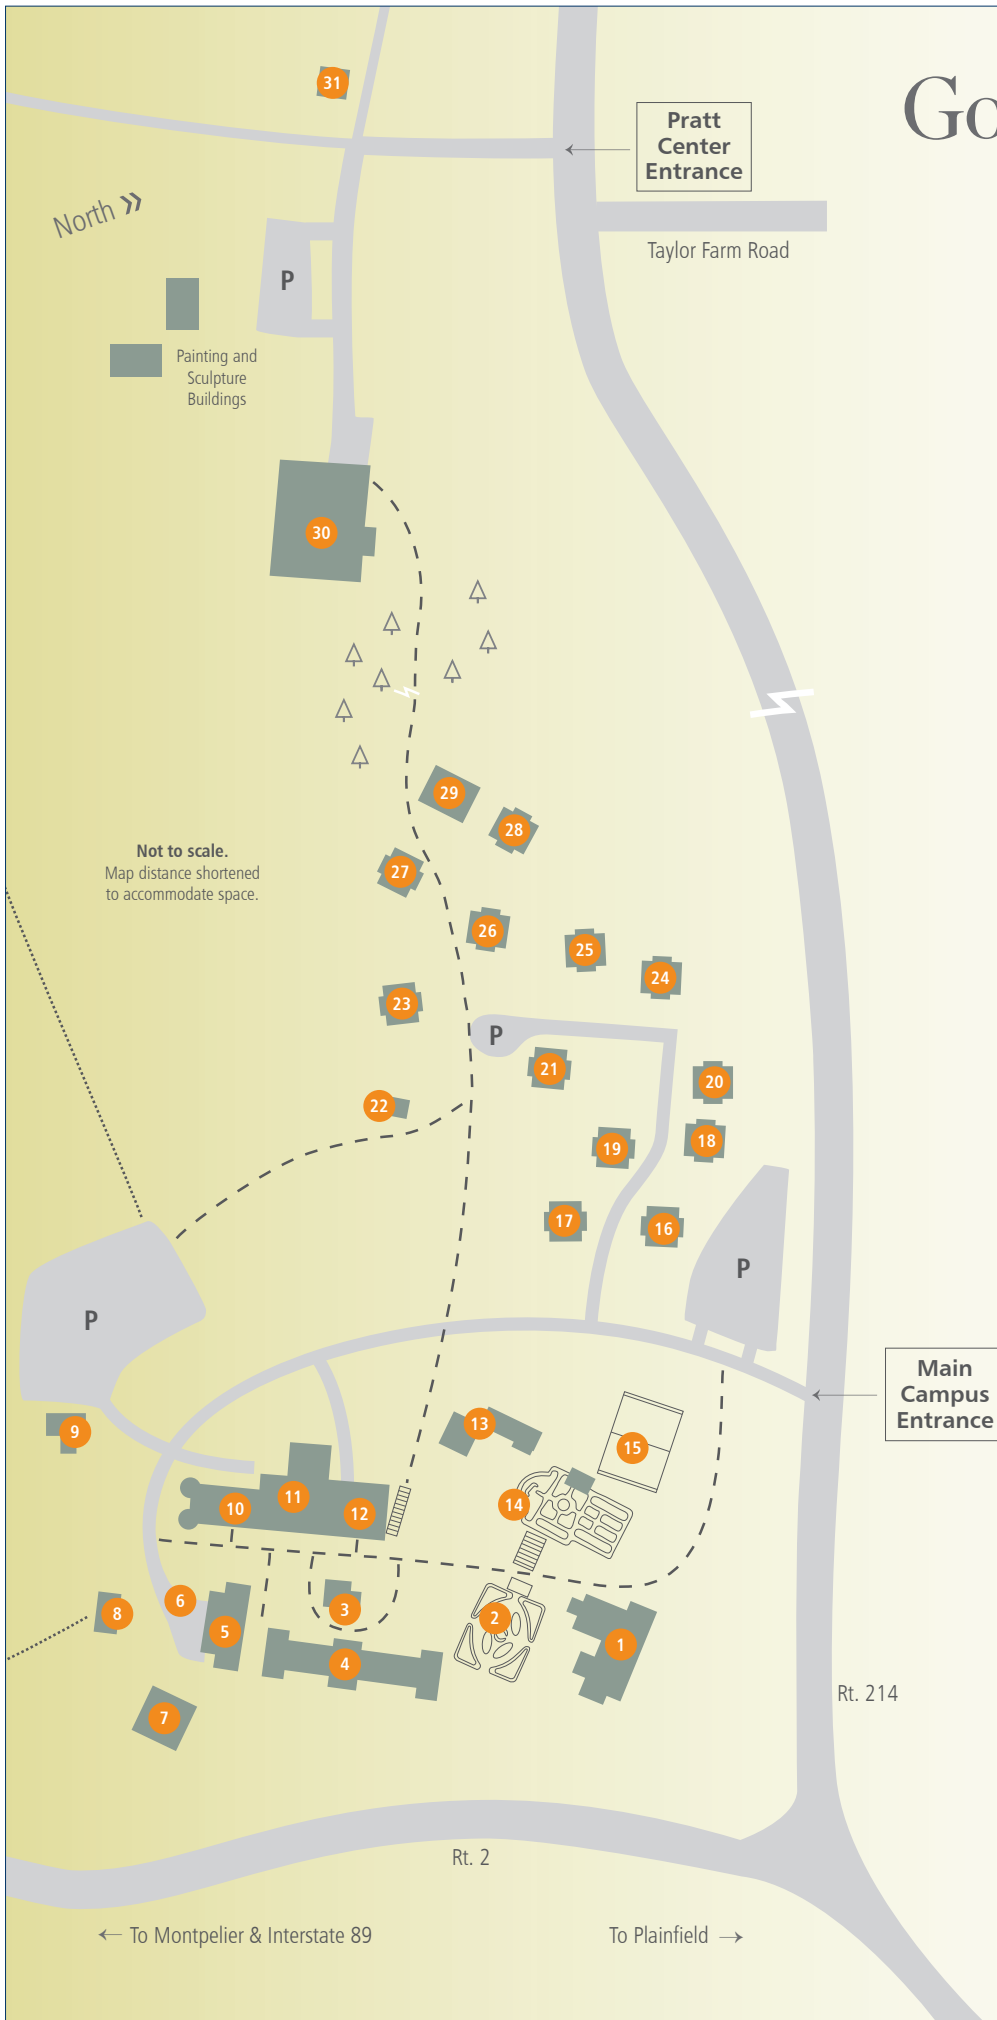 31
Go
Pratt
Center
Entrance
North
Taylor Farm Road
P
Painting and
Sculpture
Buildings
30
29
28
Not to scale.
Map distance shortened
to accommodate space.
27
26
25
24
23
P
21
20
22
18
19
17
16
P
P
Main
Campus
Entrance
9
13
15
10
11
12
14
8
6
5
3
2
4
1
7
Rt. 214
Rt. 2
← To Montpelier & Interstate 89
To Plainfield →